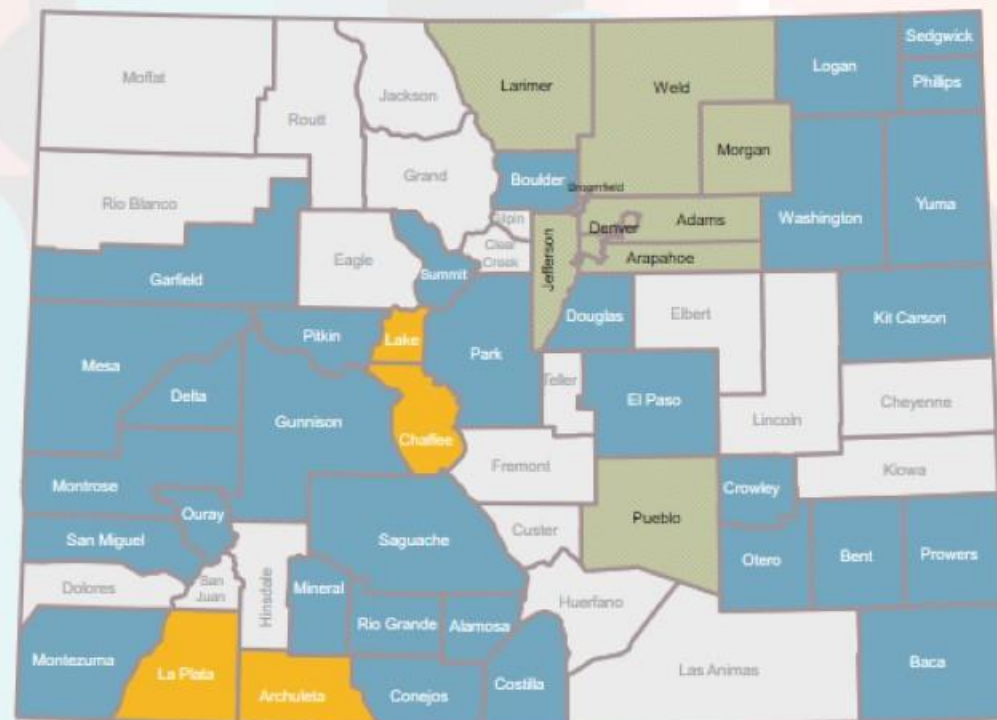 Moffat
Routt
Jackson
Larimer
Weld
Logan
Sedgwick
Phillips
Morgan
Rio Blanco
Grand
Boulder
Broomfield
Gilpin
Clear
Creek
Jefferson
Denver
Adams
Arapahoe
Washington
Yuma
Garfield
Eagle
Summit
Lake
Pitkin
Park
Douglas
Elbert
Kit Carson
Mesa
Delta
Gunnison
Chaffee
Teller
El Paso
Lincoln
Cheyenne
Fremont
Kiowa
Montrose
Ouray
San Miguel
Saguache
Custer
Pueblo
Crowley
Otero
Bent
Prowers
Dolores
San
Juan
Hinsdale
Mineral
Rio Grande
Alamosa
Huerfano
Las Animas
Montezuma
La Plata
Archuleta
Conejos
Costilla
Baca